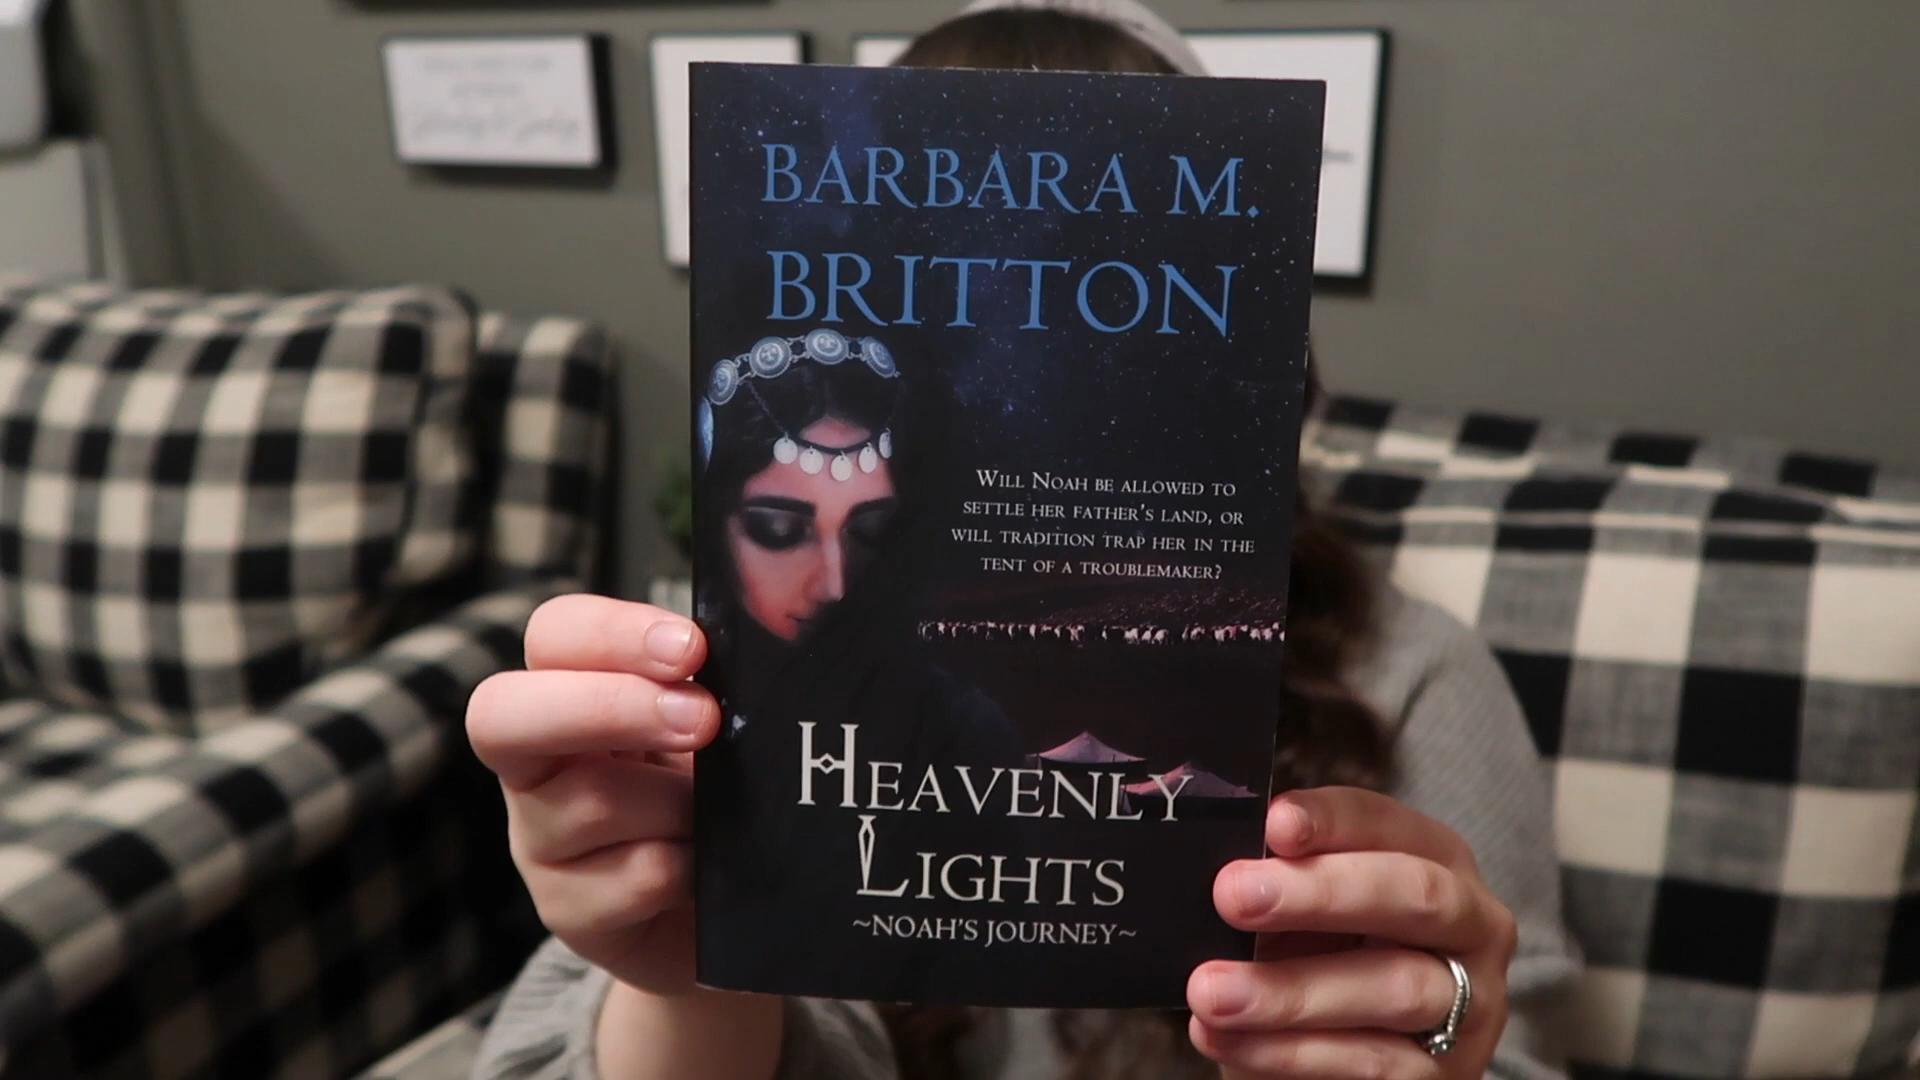 BARBARA M.
BRITTON
WILL NOAH BE ALLOWED TO
SETTLE HER FATHER'S LAND, OR
WILL TRADITION TRAP HER IN THE
TENT OF A TROUBLEMAKER?
HEAVENLY
LIGHTS
~NOAH'S JOURNEY~